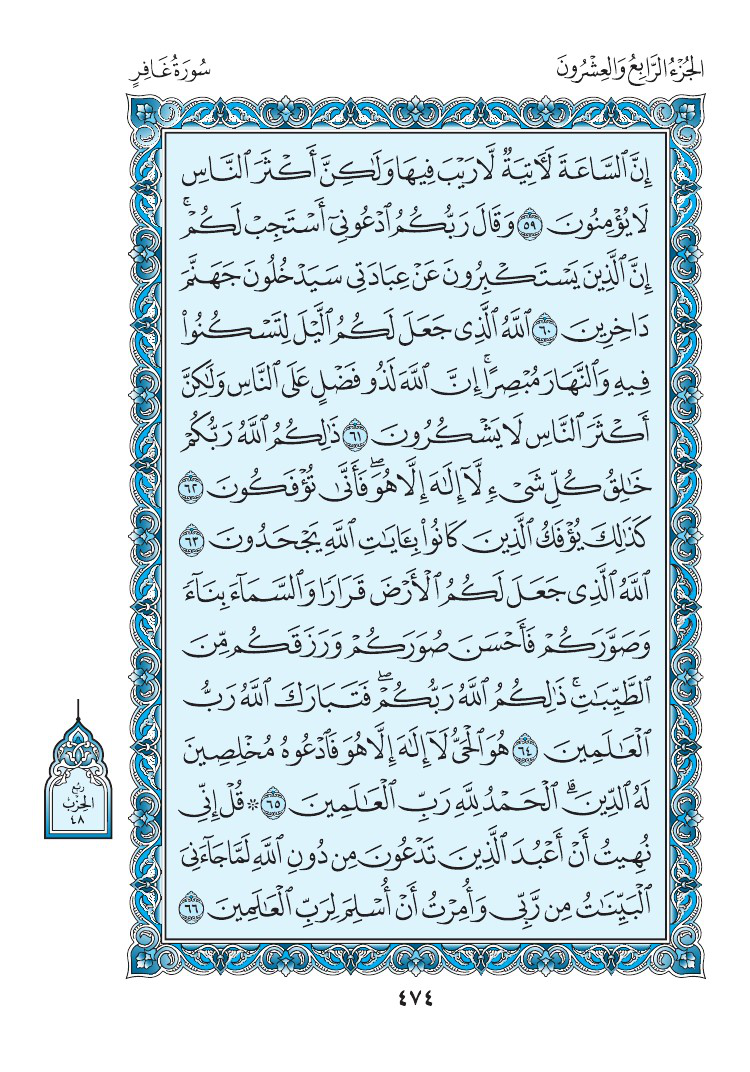 الجُزْءُ الرَّابِعُ وَالعِشْرُونَ
سُورَةُ غَافِرٍ
إِنَّ ٱلسَّاعَةَ لَـَٔاتِيَةٌ لَّا رَيْبَ فِيهَا وَلَـٰكِنَّ أَكْثَرَ ٱلنَّاسِ
لَا يُؤْمِنُونَ ٥٩ وَقَالَ رَبُّكُمُ ٱدْعُونِىٓ أَسْتَجِبْ لَكُمْ ۚ
إِنَّ ٱلَّذِينَ يَسْتَكْبِرُونَ عَنْ عِبَادَتِى سَيَدْخُلُونَ جَهَنَّمَ
دَاخِرِينَ ٦٠ ٱللَّهُ ٱلَّذِى جَعَلَ لَكُمُ ٱلَّيْلَ لِتَسْكُنُوا۟
فِيهِ وَٱلنَّهَارَ مُبْصِرًا ۚ إِنَّ ٱللَّهَ لَذُو فَضْلٍ عَلَى ٱلنَّاسِ وَلَـٰكِنَّ
أَكْثَرَ ٱلنَّاسِ لَا يَشْكُرُونَ ٦١ ذَٰلِكُمُ ٱللَّهُ رَبُّكُمْ
خَـٰلِقُ كُلِّ شَىْءٍ لَّآ إِلَـٰهَ إِلَّا هُوَ ۖ فَأَنَّىٰ تُؤْفَكُونَ ٦٢
كَذَٰلِكَ يُؤْفَكُ ٱلَّذِينَ كَانُوا۟ بِـَٔايَـٰتِ ٱللَّهِ يَجْحَدُونَ ٦٣
ٱللَّهُ ٱلَّذِى جَعَلَ لَكُمُ ٱلْأَرْضَ قَرَارًا وَٱلسَّمَآءَ بِنَآءً
وَصَوَّرَكُمْ فَأَحْسَنَ صُوَرَكُمْ وَرَزَقَكُم مِّنَ
ٱلطَّيِّبَـٰتِ ۚ ذَٰلِكُمُ ٱللَّهُ رَبُّكُمْ ۖ فَتَبَارَكَ ٱللَّهُ رَبُّ
ٱلْعَـٰلَمِينَ ٦٤ هُوَ ٱلْحَىُّ لَآ إِلَـٰهَ إِلَّا هُوَ فَٱدْعُوهُ مُخْلِصِينَ
لَهُ ٱلدِّينَ ۗ ٱلْحَمْدُ لِلَّهِ رَبِّ ٱلْعَـٰلَمِينَ ٦٥ * قُلْ إِنِّى
نُهِيتُ أَنْ أَعْبُدَ ٱلَّذِينَ تَدْعُونَ مِن دُونِ ٱللَّهِ لَمَّا جَآءَنِىَ
ٱلْبَيِّنَـٰتُ مِن رَّبِّى وَأُمِرْتُ أَنْ أُسْلِمَ لِرَبِّ ٱلْعَـٰلَمِينَ ٦٦
رُبْعُ
الحِزْبِ
٤٨
٤٧٤